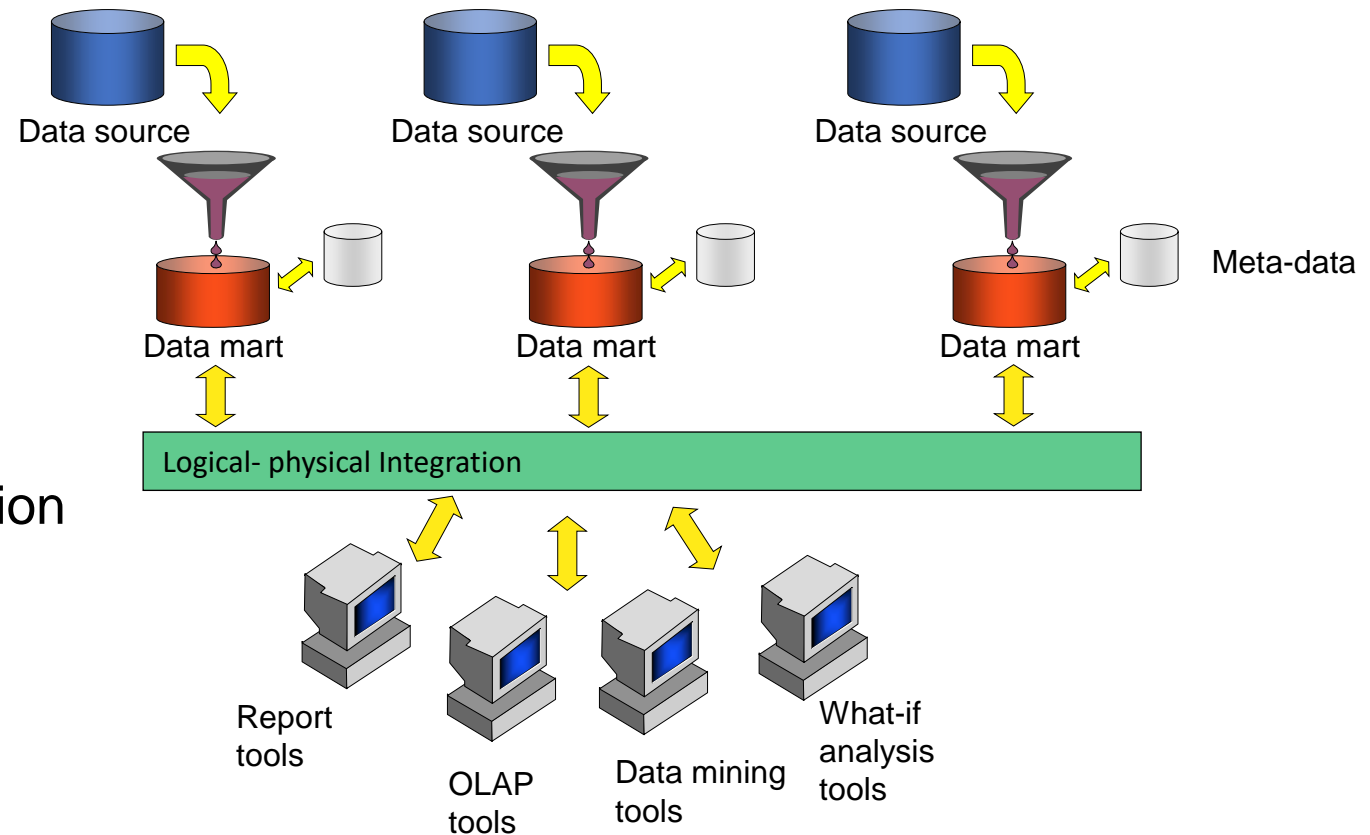 Data source
Data source
Data source
Meta-data
Data mart
Data mart
Data mart
Logical- physical Integration
ion
Report
tools
OLAP
tools
Data mining
tools
What-if
analysis
tools